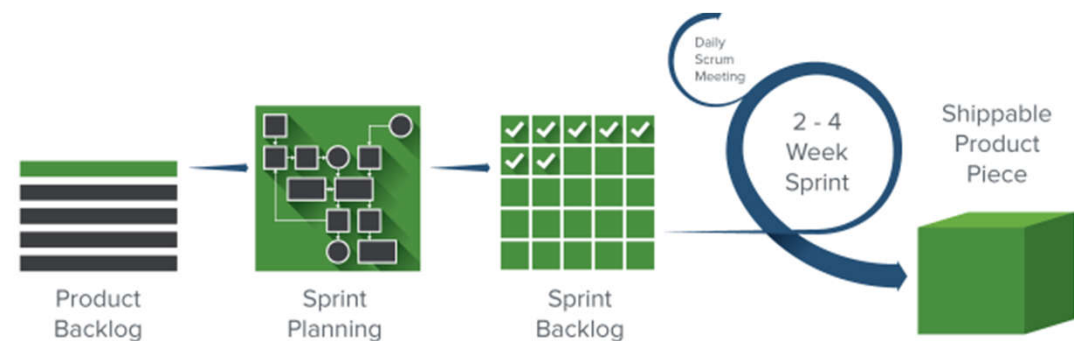 Product
Backlog
Sprint
Planning
Sprint
Backlog
Daily
Scrum
Meeting
2 - 4
Week
Sprint
Shippable
Product
Piece